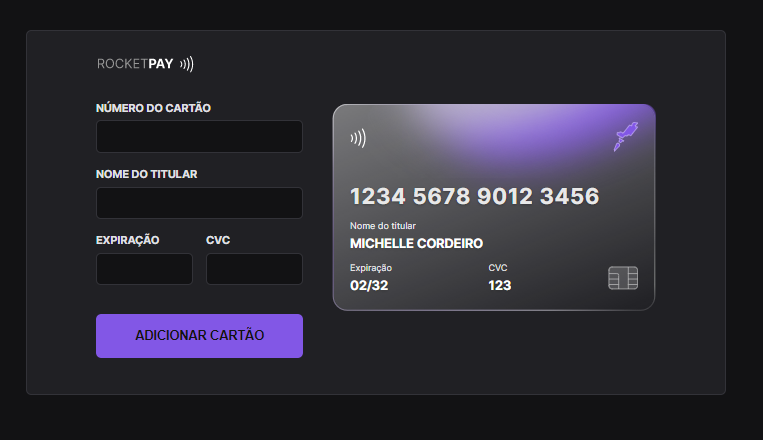 ROCKETPAY
NÚMERO DO CARTÃO
NOME DO TITULAR
EXPIRAÇÃO CVC
ADICIONAR CARTÃO
1234 5678 9012 3456
Nome do titular
MICHELLE CORDEIRO
Expiração CVC
02/32 123